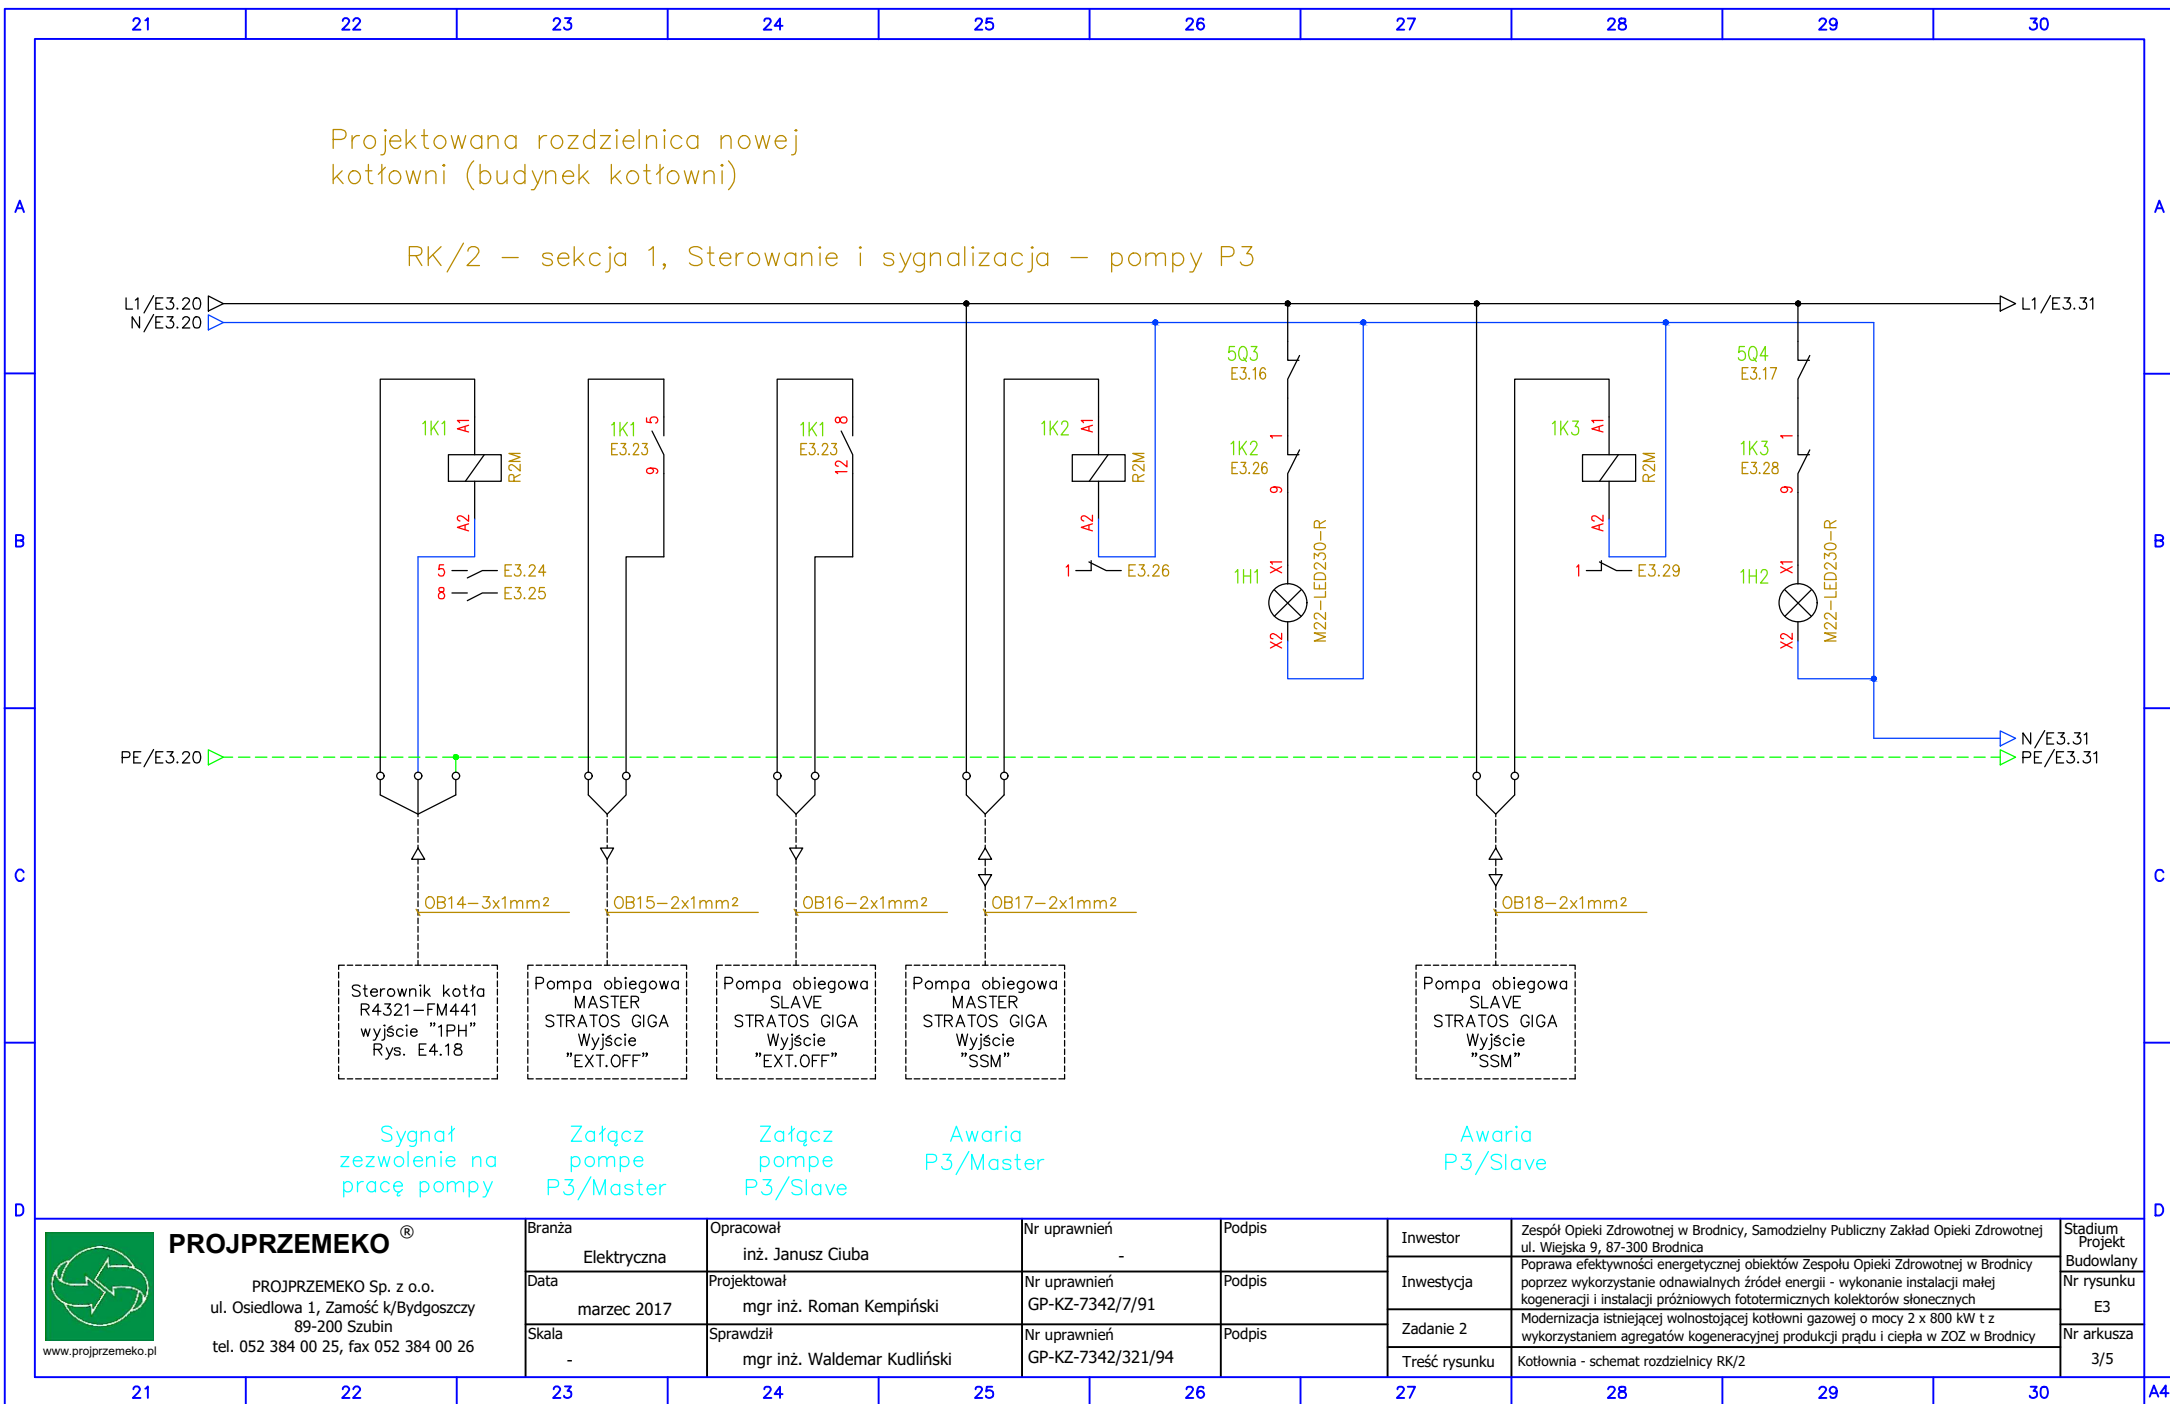 21 22 23 24 25 26 27 28 29 30
Projektowana rozdzielnica nowej
kotłowni (budynek kotłowni)
A A
RK/2 – sekcja 1, Sterowanie i sygnalizacja – pompy P3
L1/E3.20 L1/E3.31
N/E3.20
5Q3 5Q4
E3.16 E3.17
1K1 A1 1K1 5 1K1 8 1K2 A1 1K3 A1
E3.23 E3.23
1K2 1 1K3 1
E3.26 E3.28
R2M 9 12 R2M 9 R2M 9
A2 A2 A2
B B
5 E3.24 1 E3.26 1 E3.29
8 E3.25
1H1 X1 M22-LED230-R 1H2 X1 M22-LED230-R
X2 X2
N/E3.31
PE/E3.20 PE/E3.31
C C
0B14-3x1mm² 0B15-2x1mm² 0B16-2x1mm² 0B17-2x1mm² 0B18-2x1mm²
Sterownik kotła
R4321-FM441
wyjście "1PH"
Rys. E4.18
Pompa obiegowa
MASTER
STRATOS GIGA
Wyjście
"EXT.OFF"
Pompa obiegowa
SLAVE
STRATOS GIGA
Wyjście
"EXT.OFF"
Pompa obiegowa
MASTER
STRATOS GIGA
Wyjście
"SSM"
Pompa obiegowa
SLAVE
STRATOS GIGA
Wyjście
"SSM"
Sygnał
zezwolenie na
pracę pompy
Załącz
pompe
P3/Master
Załącz
pompe
P3/Slave
Awaria
P3/Master
Awaria
P3/Slave
D D
PROJPRZEMEKO ®
PROJPRZEMEKO Sp. z o.o.
ul. Osiedlowa 1, Zamość k/Bydgoszczy
89-200 Szubin
tel. 052 384 00 25, fax 052 384 00 26
www.projprzemeko.pl
Branża
Elektryczna
Data
marzec 2017
Skala
-
Opracował
inż. Janusz Ciuba
Projektował
mgr inż. Roman Kempiński
Sprawdził
mgr inż. Waldemar Kudliński
Nr uprawnień
-
Nr uprawnień
GP-KZ-7342/7/91
Nr uprawnień
GP-KZ-7342/321/94
Podpis
Podpis
Podpis
Inwestor
Zespół Opieki Zdrowotnej w Brodnicy, Samodzielny Publiczny Zakład Opieki Zdrowotnej
ul. Wiejska 9, 87-300 Brodnica
Inwestycja
Poprawa efektywności energetycznej obiektów Zespołu Opieki Zdrowotnej w Brodnicy
poprzez wykorzystanie odnawialnych źródeł energii - wykonanie instalacji małej
kogeneracji i instalacji próżniowych fototermicznych kolektorów słonecznych
Zadanie 2
Modernizacja istniejącej wolnostojącej kotłowni gazowej o mocy 2 x 800 kW t z
wykorzystaniem agregatów kogeneracyjnej produkcji prądu i ciepła w ZOZ w Brodnicy
Treść rysunku
Kotłownia - schemat rozdzielnicy RK/2
Stadium
Projekt
Budowlany
Nr rysunku
E3
Nr arkusza
3/5
21 22 23 24 25 26 27 28 29 30 A4